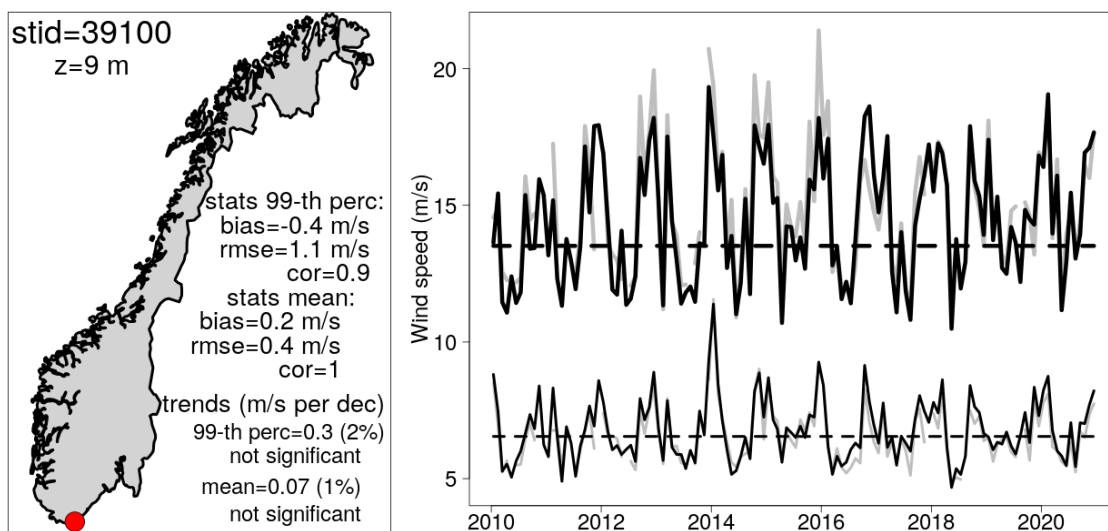 stid=39100
z=9 m
stats 99-th perc:
bias=-0.4 m/s
rmse=1.1 m/s
cor=0.9
stats mean:
bias=0.2 m/s
rmse=0.4 m/s
cor=1
trends (m/s per dec)
99-th perc=0.3 (2%)
not significant
mean=0.07 (1%)
not significant
Wind speed (m/s)
20
15
10
5
2010 2012 2014 2016 2018 2020